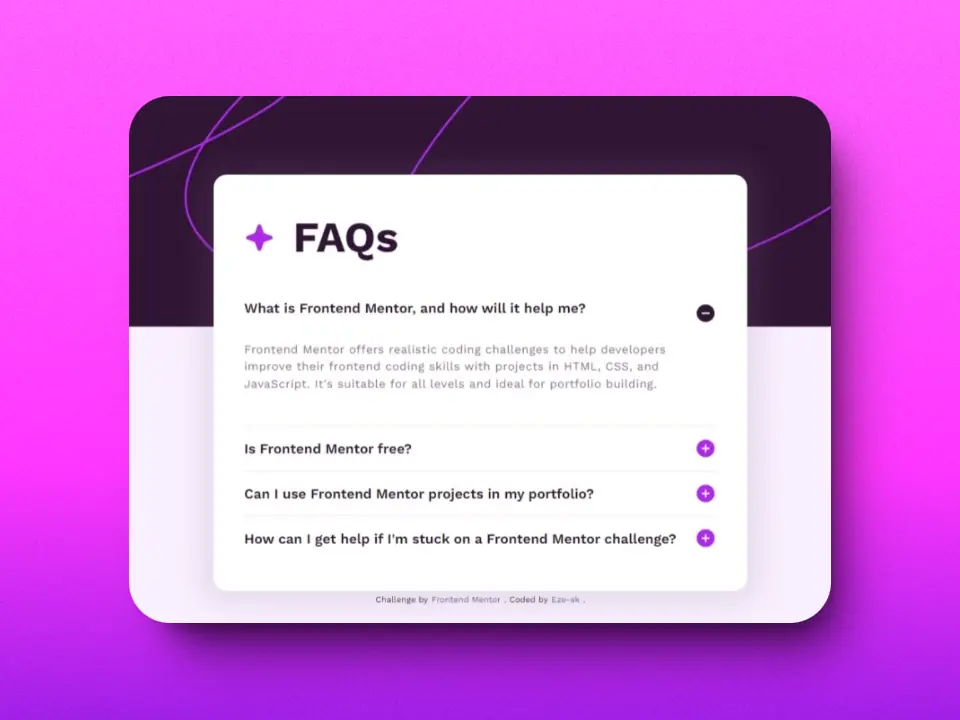 FAQs
What is Frontend Mentor, and how will it help me?
Frontend Mentor offers realistic coding challenges to help developers
improve their frontend coding skills with projects in HTML, CSS, and
JavaScript. It's suitable for all levels and ideal for portfolio building.
Is Frontend Mentor free?
Can I use Frontend Mentor projects in my portfolio?
How can I get help if I'm stuck on a Frontend Mentor challenge?
Challenge by Frontend Mentor . Coded by Eze-sk .